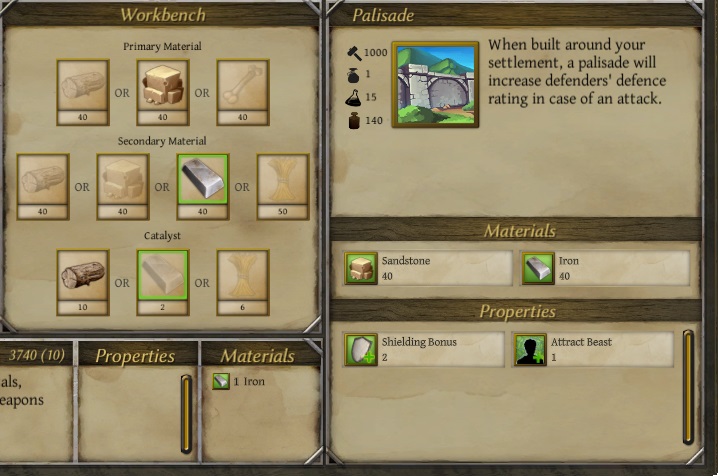 Workbench
Primary Material
OR
OR
40
40
40
Secondary Material
OR
OR
OR
40
40
40
50
Catalyst
OR
OR
10
2
6
3740 (10)
als,
eapons
Properties
Materials
1 Iron
Palisade
1000
1
15
140
When built around your
settlement, a palisade will
increase defenders' defence
rating in case of an attack.
Materials
Sandstone
40
Iron
40
Properties
Shielding Bonus
2
Attract Beast
1